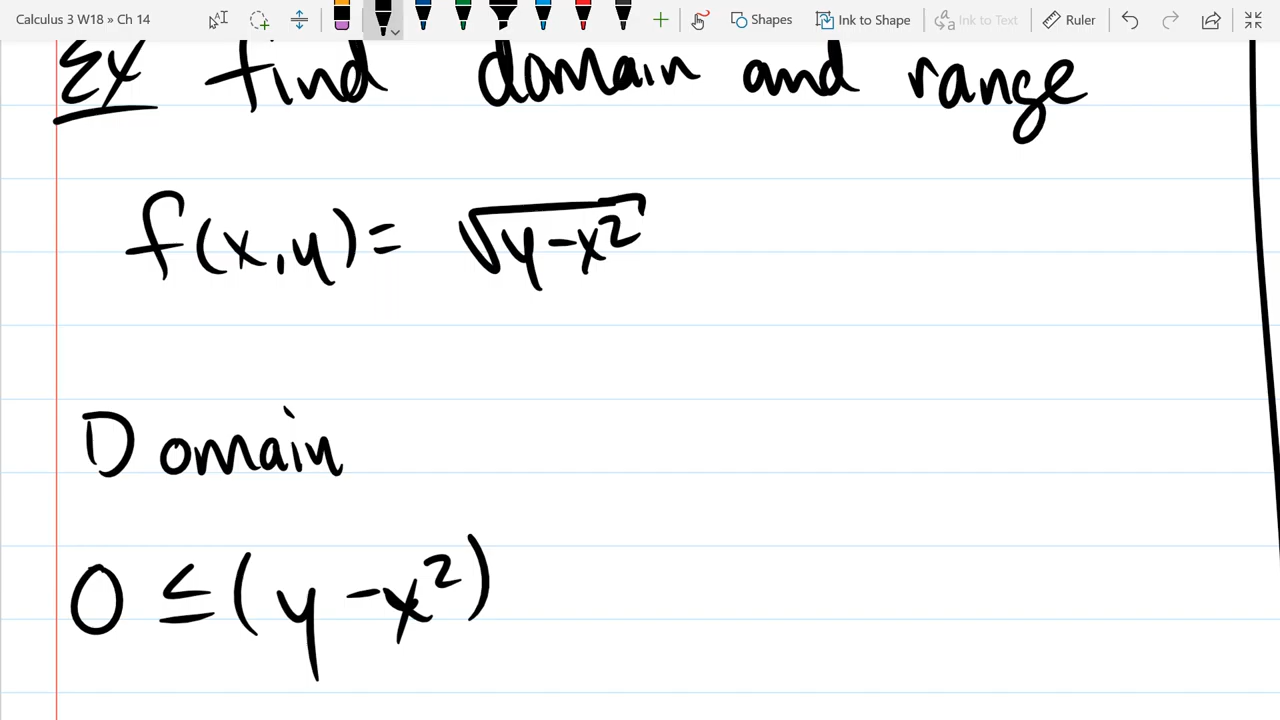 Calculus 3 W18 » Ch 14 Shapes Ink to Shape Ink to Text Ruler
Ex find domain and range
f(x,y)= √y-x²
Domain
0 ≤ (y-x²)